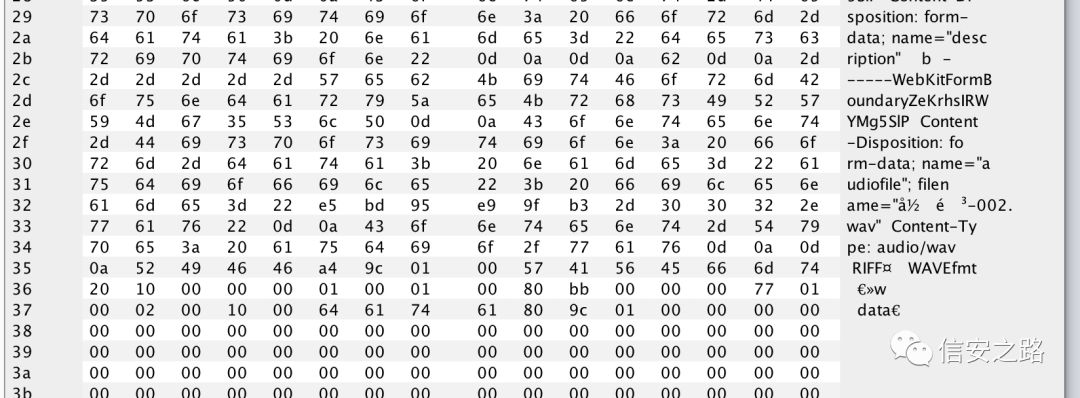 29 73 70 6f 73 69 74 69 6f 6e 3a 20 66 6f 72 6d 2d sposition: form-
2a 64 61 74 61 3b 20 6e 61 6d 65 3d 22 64 65 73 63 data; name="desc
2b 72 69 70 74 69 6f 6e 22 0d 0a 0d 0a 62 0d 0a 2d ription" b -
2c 2d 2d 2d 2d 2d 57 65 62 4b 69 74 46 6f 72 6d 42 -----WebKitFormB
2d 6f 75 6e 64 61 72 79 5a 65 4b 72 68 73 49 52 57 oundaryZeKrhsIRW
2e 59 4d 67 35 53 6c 50 0d 0a 43 6f 6e 74 65 6e 74 YMg5SlP Content
2f 2d 44 69 73 70 6f 73 69 74 69 6f 6e 3a 20 66 6f -Disposition: fo
30 72 6d 2d 64 61 74 61 3b 20 6e 61 6d 65 3d 22 61 rm-data; name="a
31 75 64 69 6f 66 69 6c 65 22 3b 20 66 69 6c 65 6e udiofile"; filen
32 61 6d 65 3d 22 e5 bd 95 e9 9f b3 2d 30 30 32 2e ame="å½ é ³-002.
33 77 61 76 22 0d 0a 43 6f 6e 74 65 6e 74 2d 54 79 wav" Content-Ty
34 70 65 3a 20 61 75 64 69 6f 2f 77 61 76 0d 0a 0d pe: audio/wav
35 0a 52 49 46 46 a4 9c 01 00 57 41 56 45 66 6d 74 RIFF¤ WAVEfmt
36 20 10 00 00 00 01 00 01 00 80 bb 00 00 00 77 01 €»w
37 00 02 00 10 00 64 61 74 61 80 9c 01 00 00 00 00 data€
38 00 00 00 00 00 00 00 00 00 00 00 00 00 00 00 00
39 00 00 00 00 00 00 00 00 00 00 00 00 00 00 00 00
3a 00 00 00 00 00 00 00 00 00 00 00 00 00 00 00 00
3b 00 00 00 00 00 00 00 00 00 00 00 00 00 00 00 00
信安之路